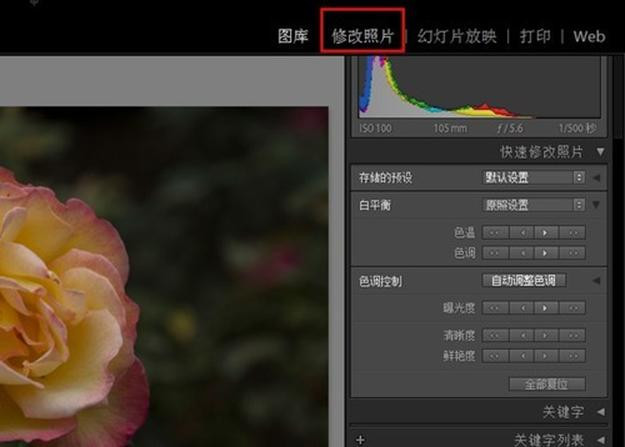 图库 修改照片 | 幻灯片放映 | 打印 | Web
ISO 100 105 mm ƒ / 5.6 1/500 秒
快速修改照片
存储的预设 默认设置
白平衡 原照设置
色温
色调
色调控制 自动调整色调
曝光度
清晰度
鲜艳度
全部复位
关键字
+ 关键字列表